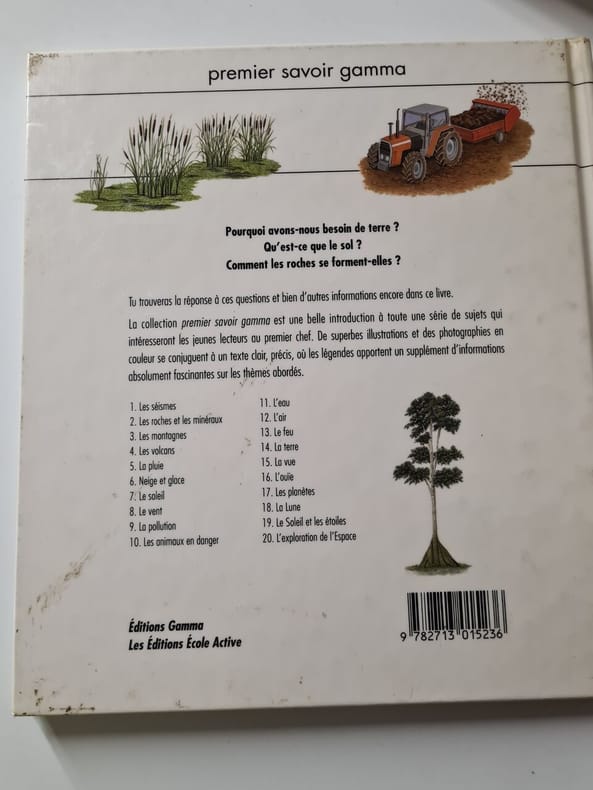 premier savoir gamma
Pourquoi avons-nous besoin de terre ?
Qu'est-ce que le sol ?
Comment les roches se forment-elles ?
Tu trouveras la réponse à ces questions et bien d'autres informations encore dans ce livre.
La collection premier savoir gamma est une belle introduction à toute une série de sujets qui
intéresseront les jeunes lecteurs au premier chef. De superbes illustrations et des photographies en
couleur se conjuguent à un texte clair, précis, où les légendes apportent un supplément d'informations
absolument fascinantes sur les thèmes abordés.
1. Les séismes
2. Les roches et les minéraux
3. Les montagnes
4. Les volcans
5. La pluie
6. Neige et glace
7. Le soleil
8. Le vent
9. La pollution
10. Les animaux en danger
11. L'eau
12. L'air
13. Le feu
14. La terre
15. La vue
16. L'ouïe
17. Les planètes
18. La Lune
19. Le Soleil et les étoiles
20. L'exploration de l'Espace
Éditions Gamma
Les Éditions École Active
9 782713 015236